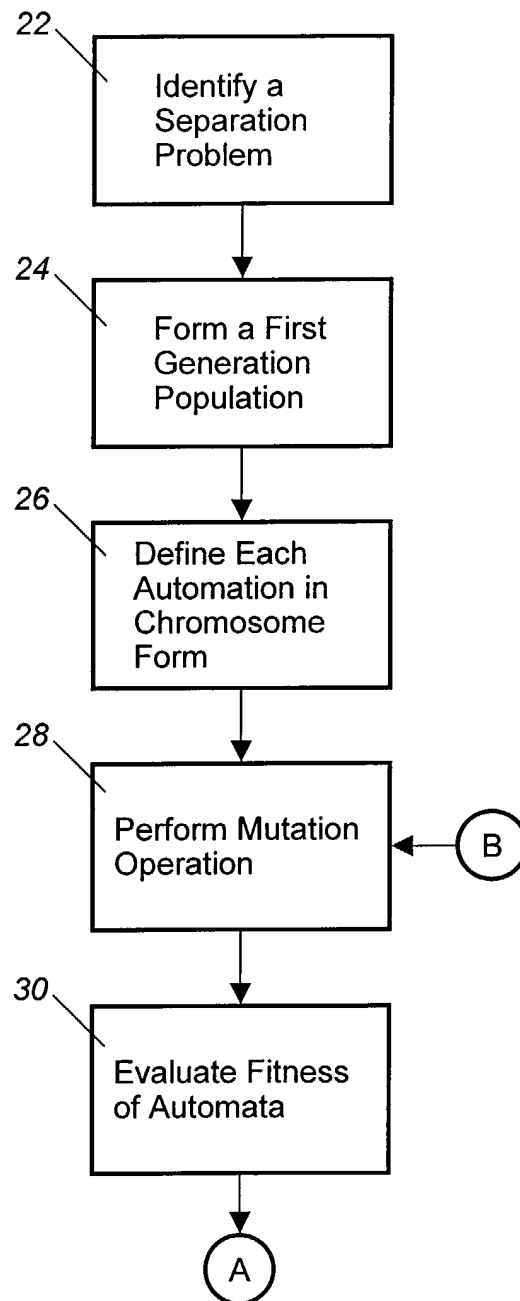 22
Identify a
Separation
Problem
24
Form a First
Generation
Population
26
Define Each
Automation in
Chromosome
Form
28
Perform Mutation
Operation
B
30
Evaluate Fitness
of Automata
A